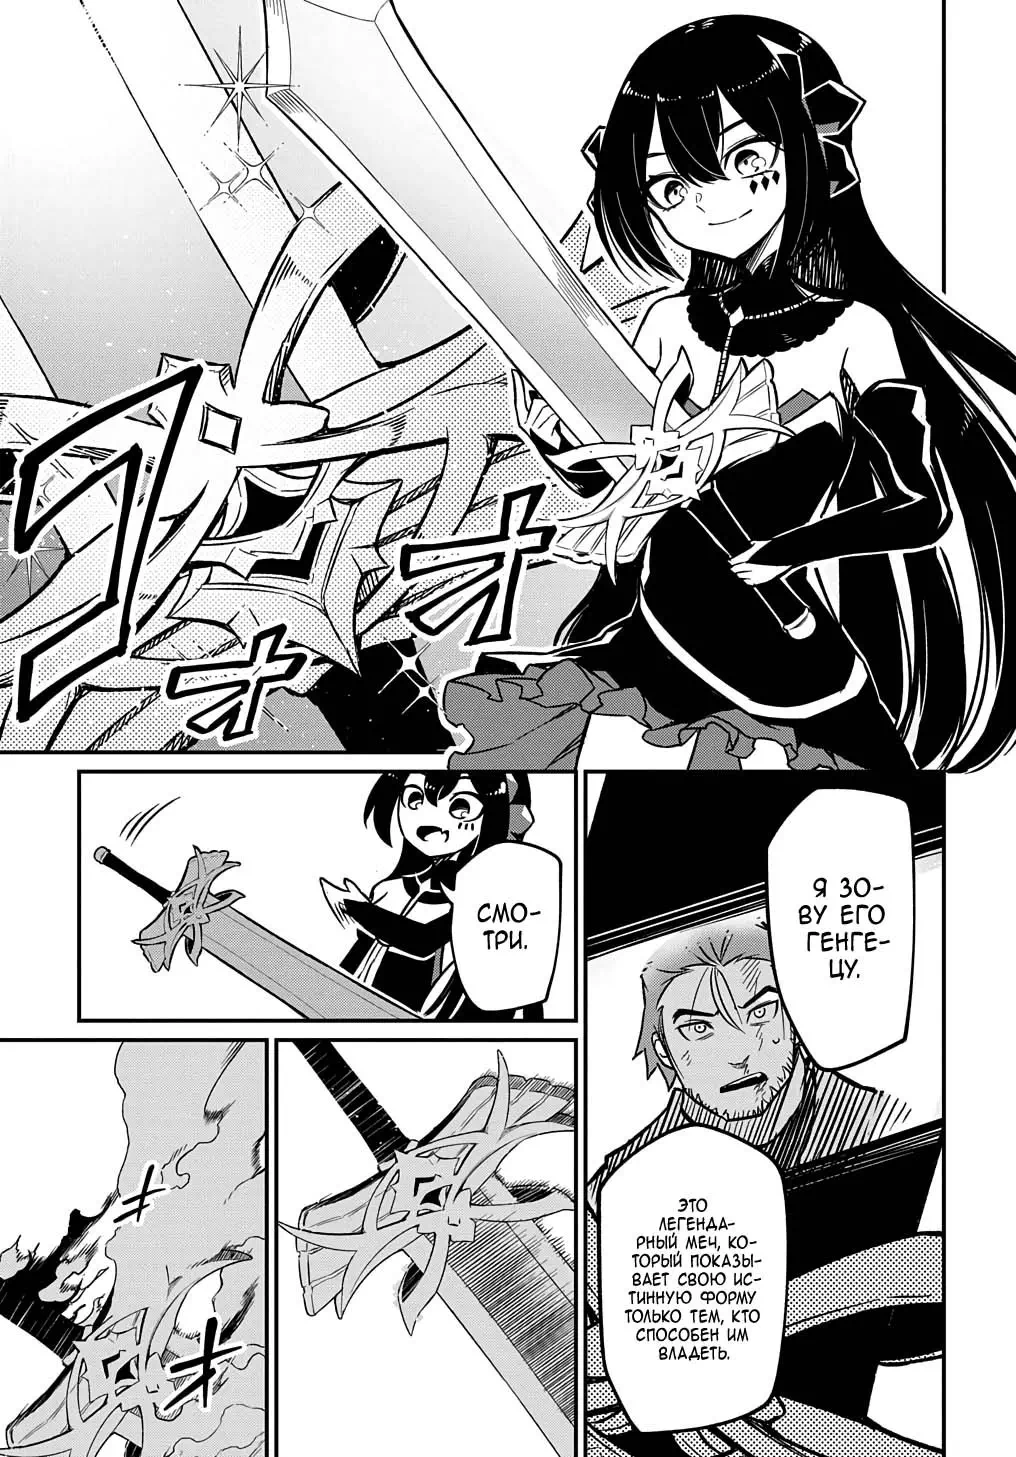 グオオ
Я ЗО-
ВУ ЕГО
ГЕНГЕ-
ЦУ.
ЭТО
ЛЕГЕНДА-
РНЫЙ МЕЧ, КО-
ТОРЫЙ ПОКАЗЫ-
ВАЕТ СВОЮ ИС-
ТИННУЮ ФОРМУ
ТОЛЬКО ТЕМ, КТО
СПОСОБЕН ИМ
ВЛАДЕТЬ.
СМО-
ТРИ.